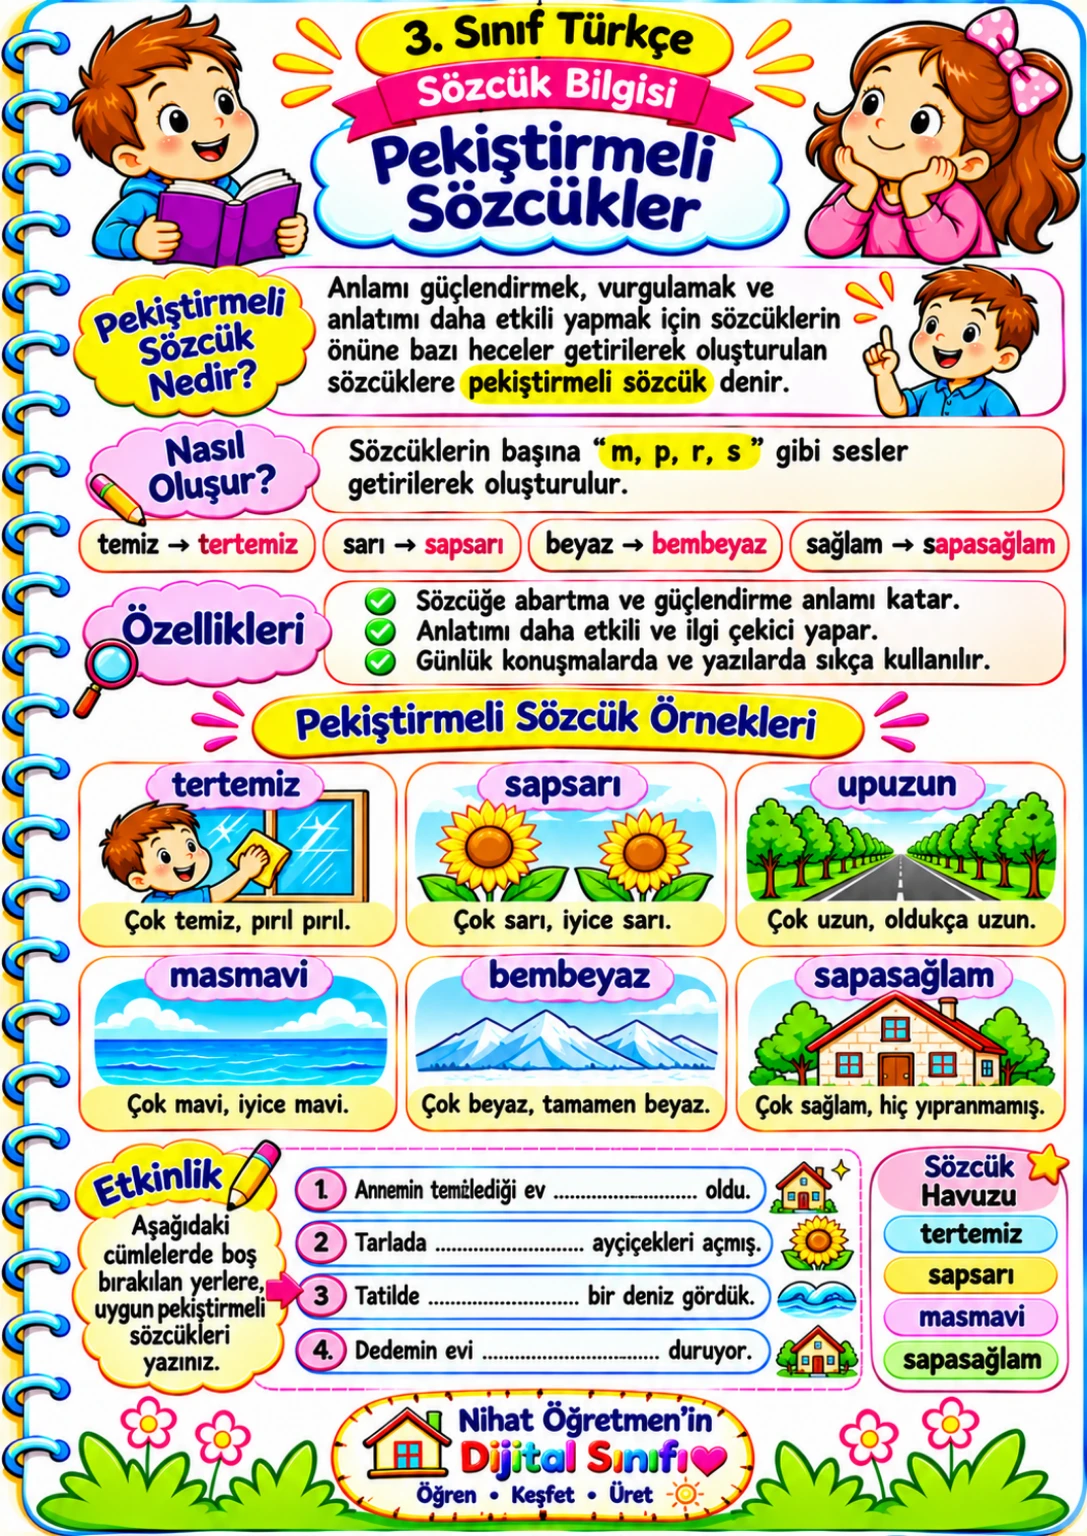 3. Sınıf Türkçe
Sözcük Bilgisi
Pekiştirmeli
Sözcükler
Pekiştirmeli
Sözcük
Nedir?
Anlamı güçlendirmek, vurgulamak ve
anlatımı daha etkili yapmak için sözcüklerin
önüne bazı heceler getirilerek oluşturulan
sözcüklere pekiştirmeli sözcük denir.
Nasıl
Oluşur?
Sözcüklerin başına “m, p, r, s” gibi sesler
getirilerek oluşturulur.
temiz → tertemiz
sarı → sapsarı
beyaz → bembeyaz
sağlam → sapasağlam
Özellikleri
Sözcüğe abartma ve güçlendirme anlamı katar.
Anlatımı daha etkili ve ilgi çekici yapar.
Günlük konuşmalarda ve yazılarda sıkça kullanılır.
Pekiştirmeli Sözcük Örnekleri
tertemiz
Çok temiz, pırıl pırıl.
sapsarı
Çok sarı, iyice sarı.
upuzun
Çok uzun, oldukça uzun.
masmavi
Çok mavi, iyice mavi.
bembeyaz
Çok beyaz, tamamen beyaz.
sapasağlam
Çok sağlam, hiç yıpranmamış.
Etkinlik
Aşağıdaki
cümlelerde boş
bırakılan yerlere,
uygun pekiştirmeli
sözcükleri
yazınız.
1. Annemin temizlediği ev .............................. oldu.
2 Tarlada .............................. ayçiçekleri açmış.
3 Tatilde .............................. bir deniz gördük.
4. Dedemin evi .................................... duruyor.
Sözcük
Havuzu
tertemiz
sapsarı
masmavi
sapasağlam
Nihat Öğretmen’in
Dijital Sınıfı
Öğren • Keşfet • Üret